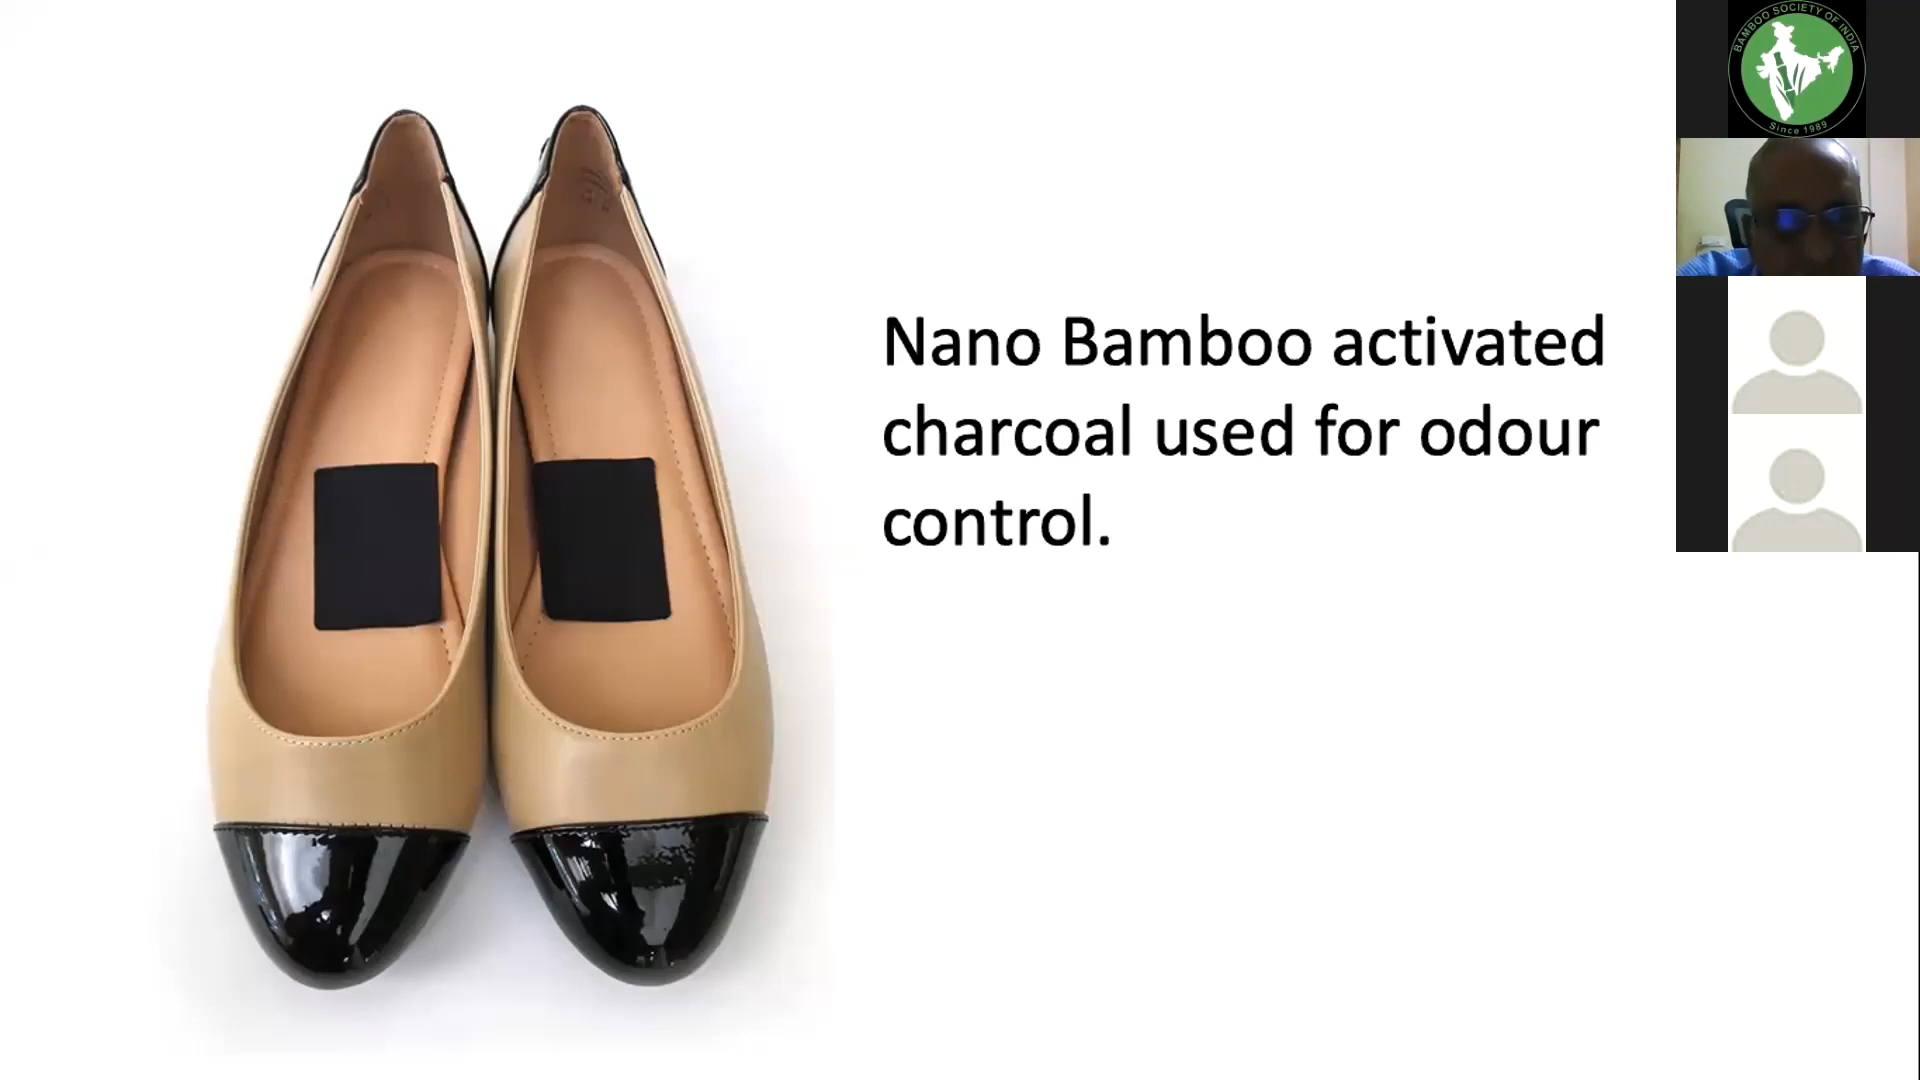 BAMBOO SOCIETY OF INDIA
Since 1989
Nano Bamboo activated
charcoal used for odour
control.